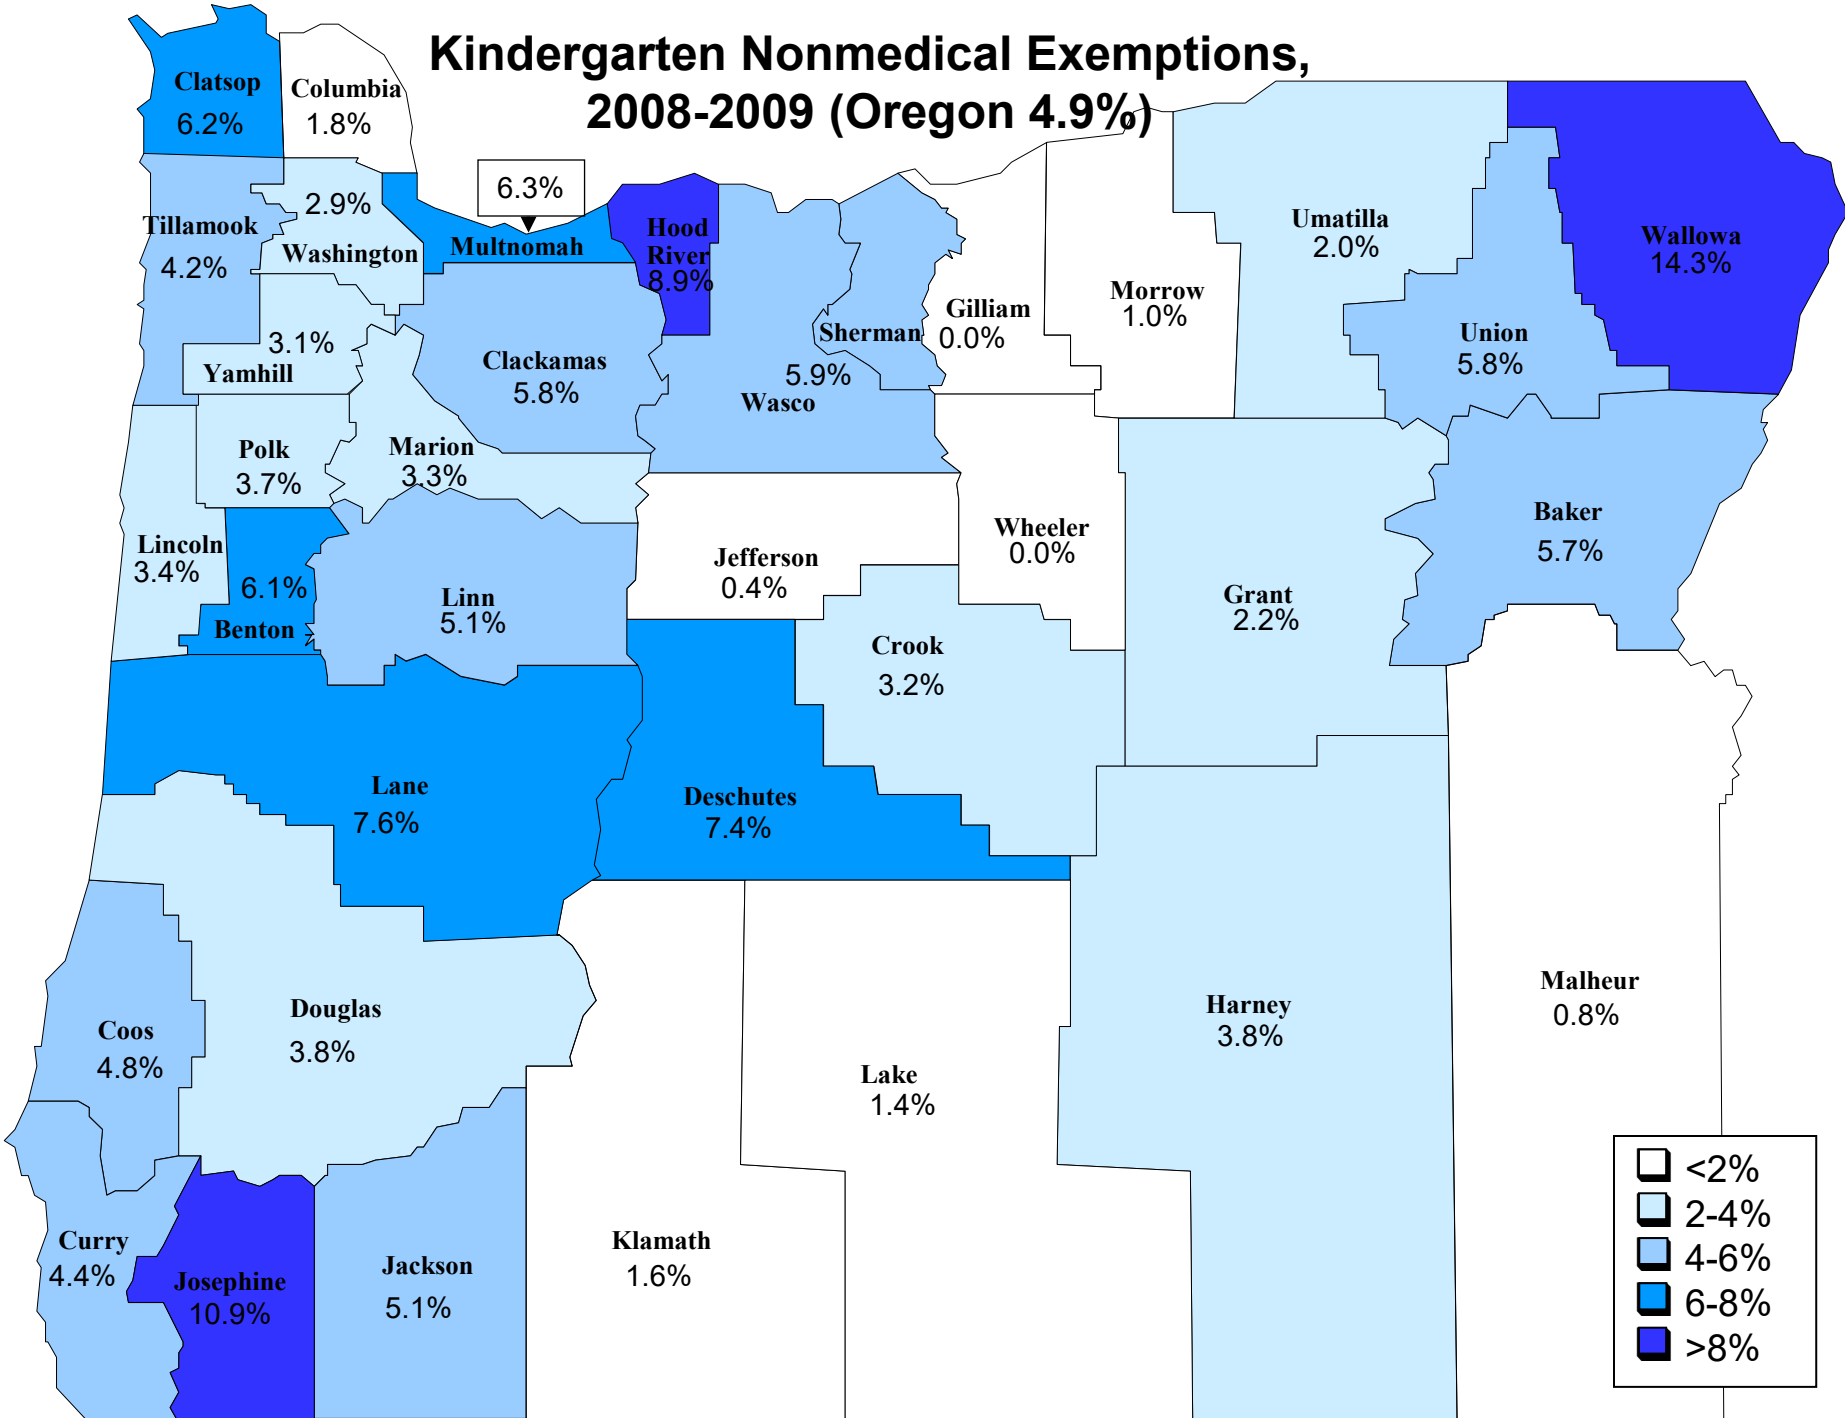 Kindergarten Nonmedical Exemptions,
2008-2009 (Oregon 4.9%)
Clatsop
6.2%
Columbia
1.8%
6.3%
Multnomah
2.9%
Washington
Tillamook
4.2%
Hood
River
8.9%
Umatilla
2.0%
Wallowa
14.3%
Morrow
1.0%
Gilliam
0.0%
Sherman
5.9%
Wasco
Union
5.8%
3.1%
Yamhill
Clackamas
5.8%
Polk
3.7%
Marion
3.3%
Lincoln
3.4%
6.1%
Benton
Linn
5.1%
Jefferson
0.4%
Wheeler
0.0%
Grant
2.2%
Baker
5.7%
Crook
3.2%
Lane
7.6%
Deschutes
7.4%
Douglas
3.8%
Coos
4.8%
Harney
3.8%
Malheur
0.8%
Lake
1.4%
Klamath
1.6%
Curry
4.4%
Josephine
10.9%
Jackson
5.1%
<2%
2-4%
4-6%
6-8%
>8%